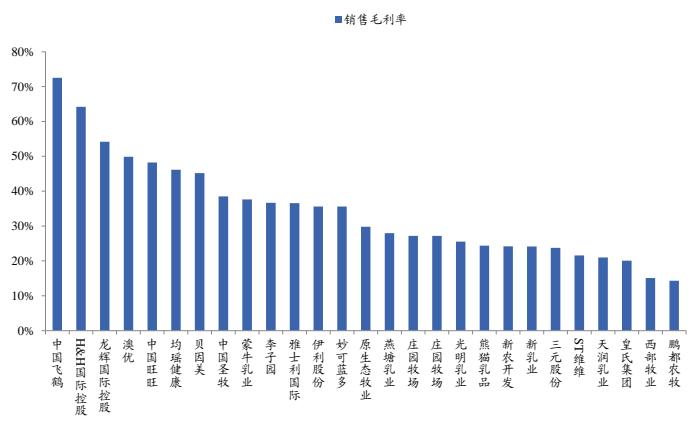 销售毛利率
80%
70%
60%
50%
40%
30%
20%
10%
0%
中国飞鹤
H&H国际控股
龙辉国际控股
澳优
中国旺旺
均瑶健康
贝因美
中国圣牧
蒙牛乳业
李子园
雅士利国际
伊利股份
妙可蓝多
原生态牧业
燕塘乳业
庄园牧场
庄园牧场
光明乳业
熊猫乳品
新农开发
新乳业
三元股份
ST维维
天润乳业
皇氏集团
西部牧业
鹏都农牧